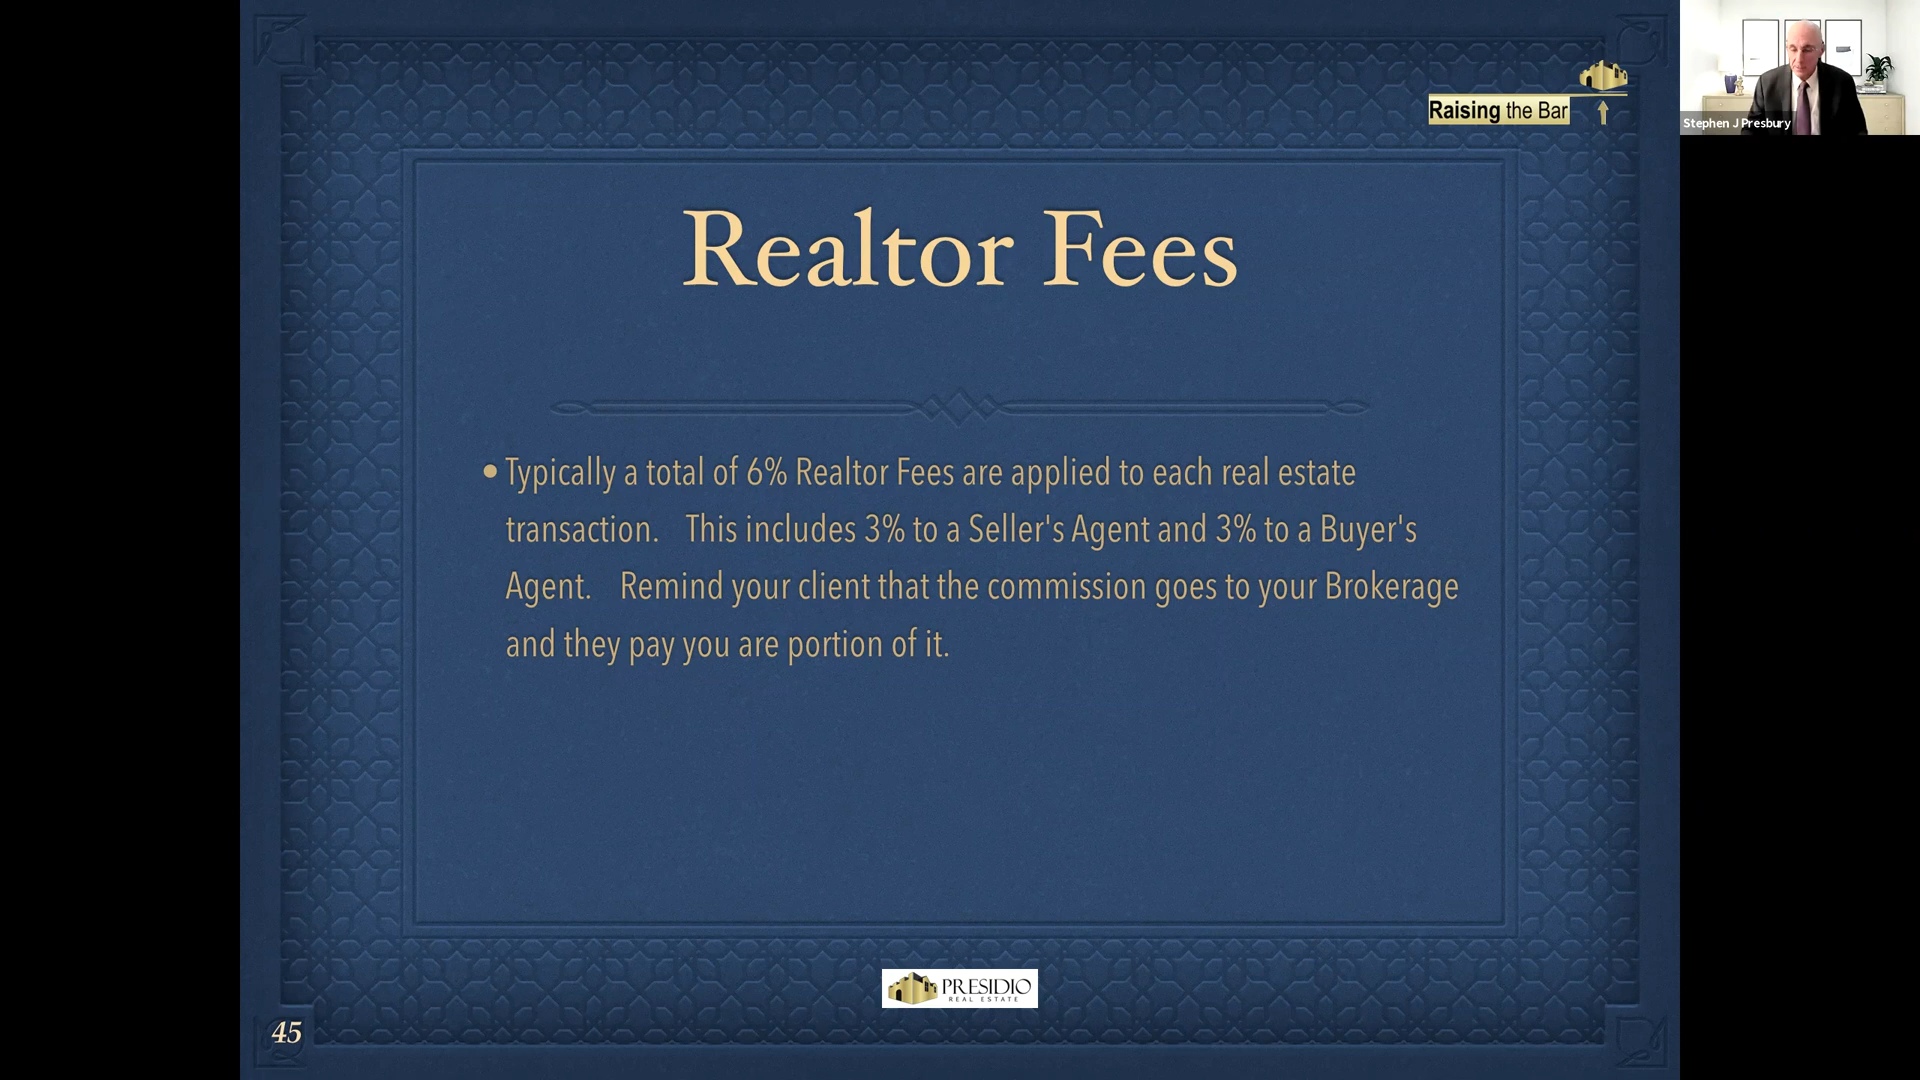 Raising the Bar
Stephen J Presbury
Realtor Fees
• Typically a total of 6% Realtor Fees are applied to each real estate
transaction.   This includes 3% to a Seller's Agent and 3% to a Buyer's
Agent.   Remind your client that the commission goes to your Brokerage
and they pay you are portion of it.
PRESIDIO
REAL ESTATE
45